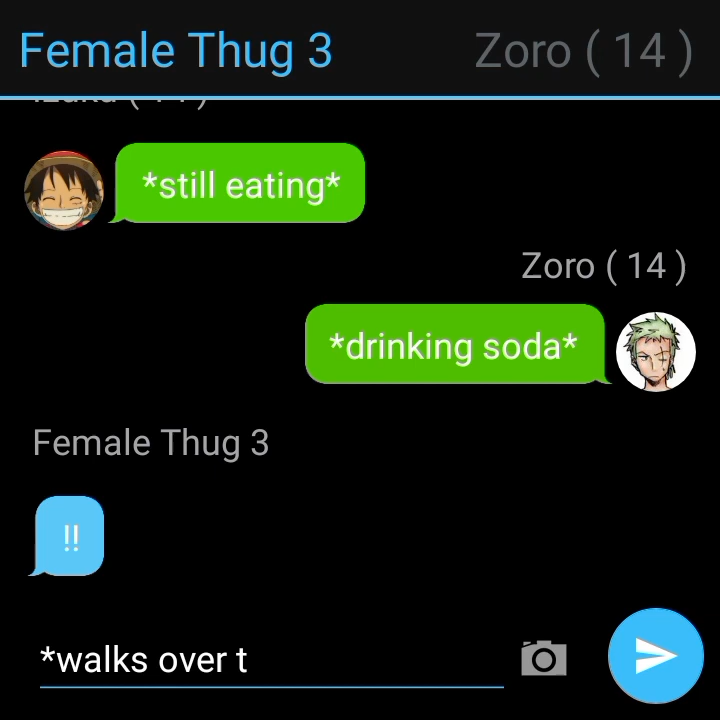 Female Thug 3
Zoro ( 14 )
*still eating*
Zoro ( 14 )
*drinking soda*
Female Thug 3
!!
*walks over t